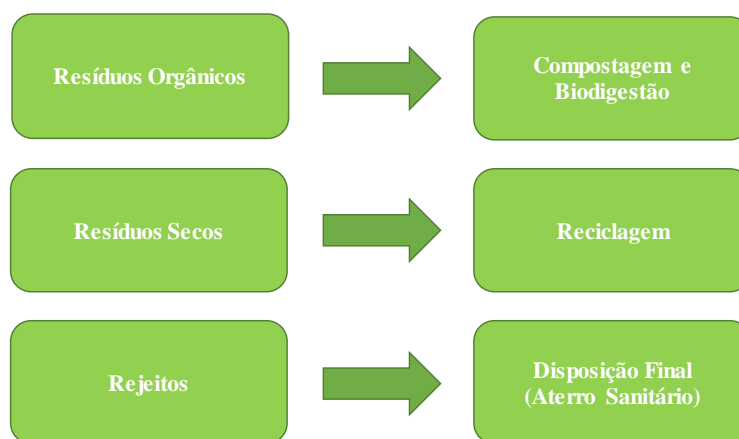 Resíduos Orgânicos
Compostagem e
Biodigestão
Resíduos Secos
Reciclagem
Rejeitos
Disposição Final
(Aterro Sanitário)